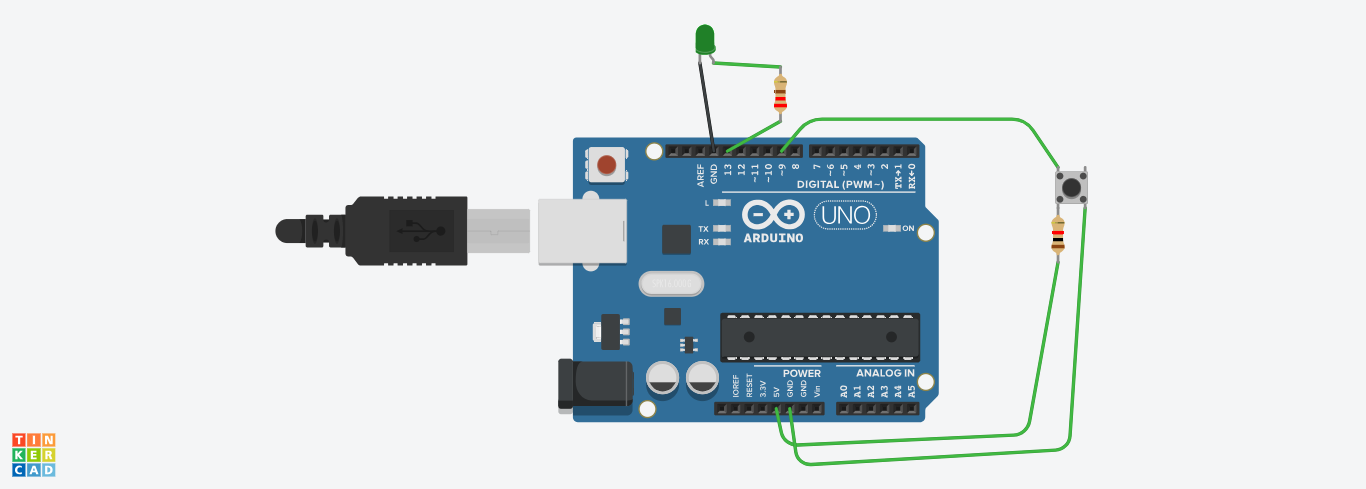 AREF
GND
13
12
~11
~10
~9
8
7
~6
~5
4
~3
2
TX→1
RX←0
DIGITAL (PWM~)
L
TX
RX
ARDUINO
UNO
ON
POWER
ANALOG IN
IOREF
RESET
3.3V
5V
GND
GND
Vin
A0
A1
A2
A3
A4
A5
TIN
KER
CAD